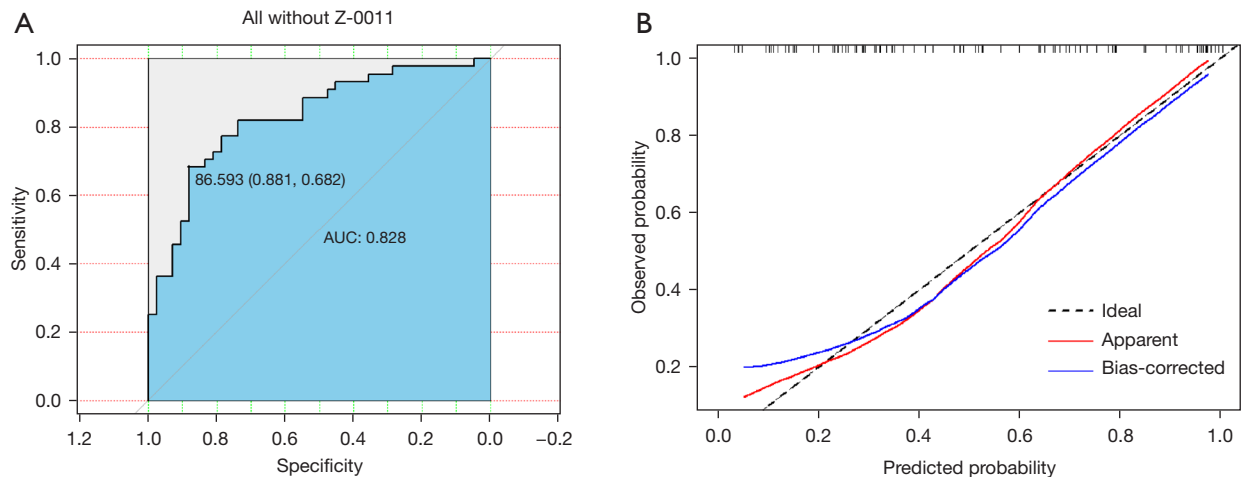 A
All without Z-0011
1.0
0.8
0.6
0.4
0.2
0.0
Sensitivity
86.593 (0.881, 0.682)
AUC: 0.828
1.2 1.0 0.8 0.6 0.4 0.2 0.0 −0.2
Specificity
B
1.0
0.8
0.6
0.4
0.2
Observed probability
Ideal
Apparent
Bias-corrected
0.0 0.2 0.4 0.6 0.8 1.0
Predicted probability